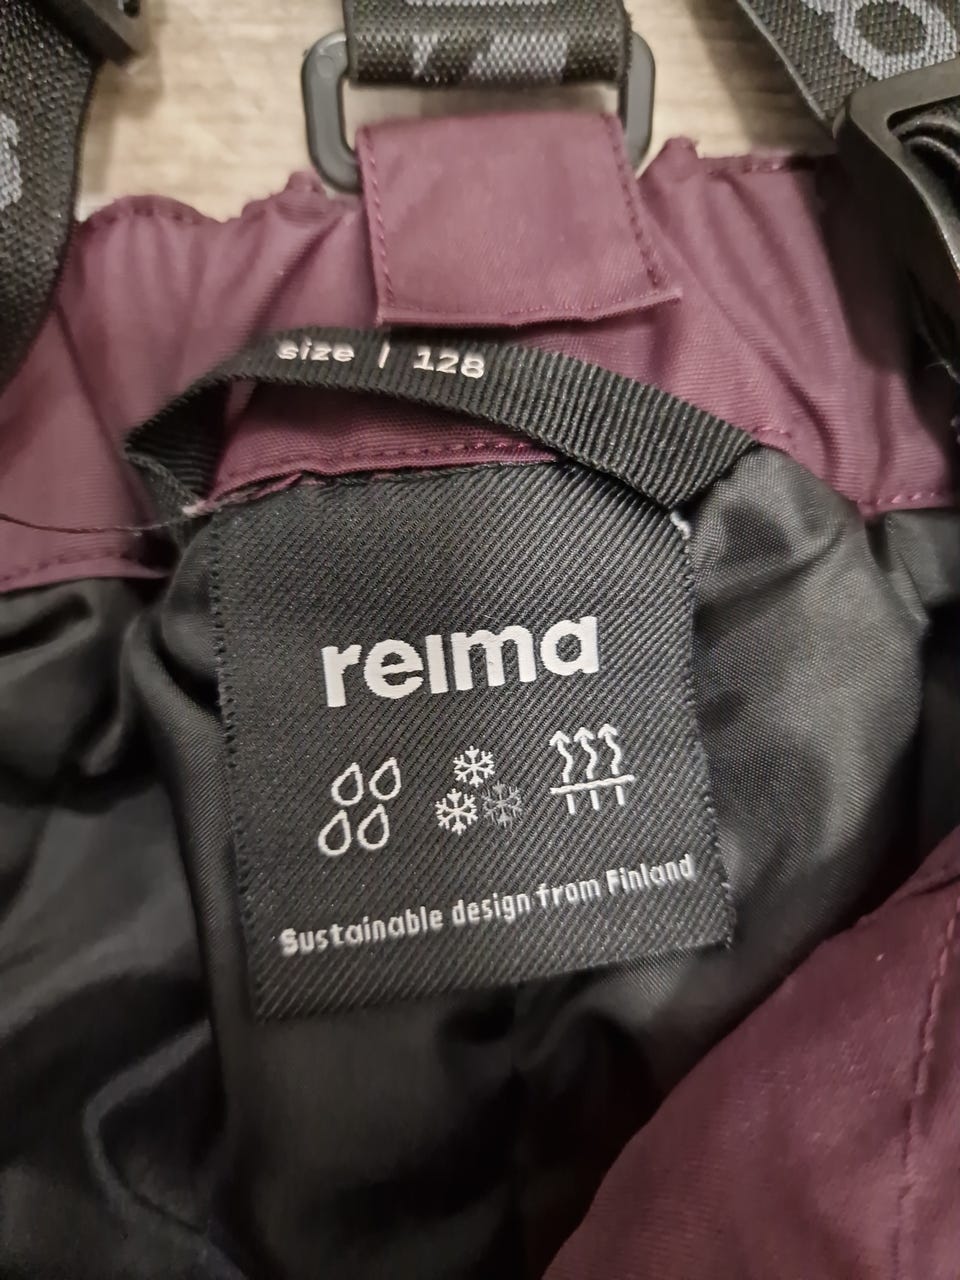 size | 128
reima
Sustainable design from Finland